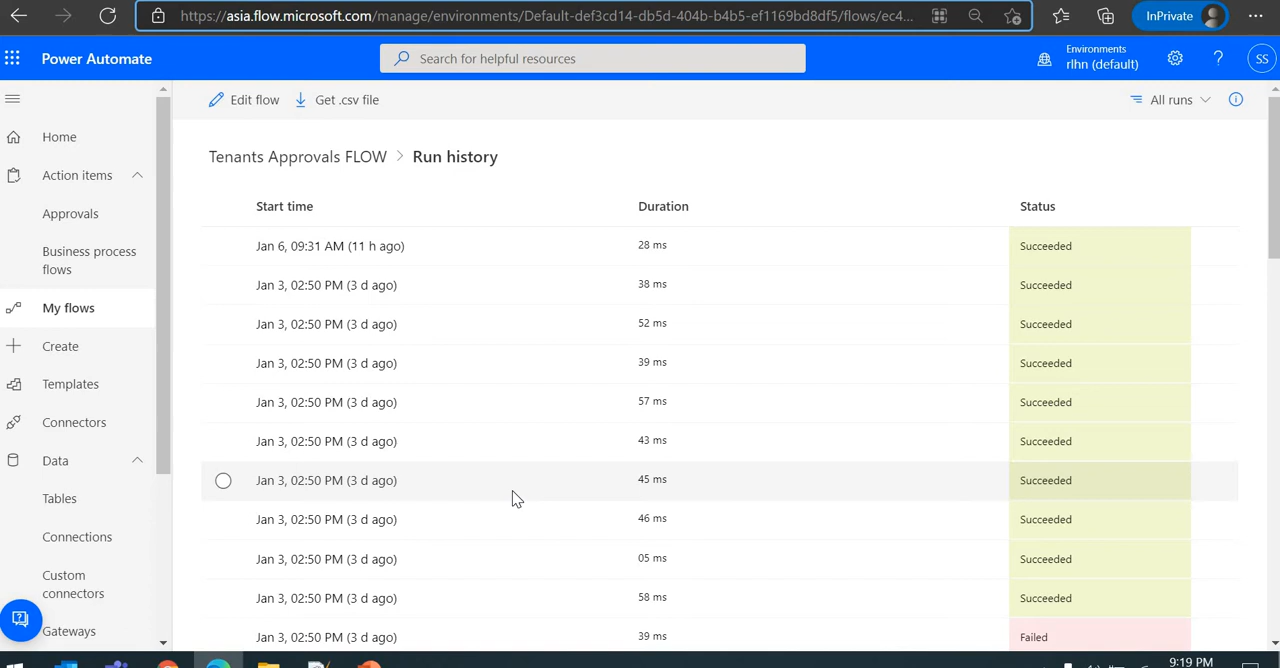 https://asia.flow.microsoft.com/manage/environments/Default-def3cd14-db5d-404b-b4b5-ef1169bd8df5/flows/ec4...
InPrivate
Power Automate
Search for helpful resources
Environments
rlhn (default)
SS
Edit flow
Get .csv file
All runs
Home
Action items
Approvals
Business process
flows
My flows
Create
Templates
Connectors
Data
Tables
Connections
Custom
connectors
Gateways
Tenants Approvals FLOW > Run history
Start time Duration Status
Jan 6, 09:31 AM (11 h ago) 28 ms Succeeded
Jan 3, 02:50 PM (3 d ago) 38 ms Succeeded
Jan 3, 02:50 PM (3 d ago) 52 ms Succeeded
Jan 3, 02:50 PM (3 d ago) 39 ms Succeeded
Jan 3, 02:50 PM (3 d ago) 57 ms Succeeded
Jan 3, 02:50 PM (3 d ago) 43 ms Succeeded
Jan 3, 02:50 PM (3 d ago) 45 ms Succeeded
Jan 3, 02:50 PM (3 d ago) 46 ms Succeeded
Jan 3, 02:50 PM (3 d ago) 05 ms Succeeded
Jan 3, 02:50 PM (3 d ago) 58 ms Succeeded
Jan 3, 02:50 PM (3 d ago) 39 ms Failed
9:19 PM